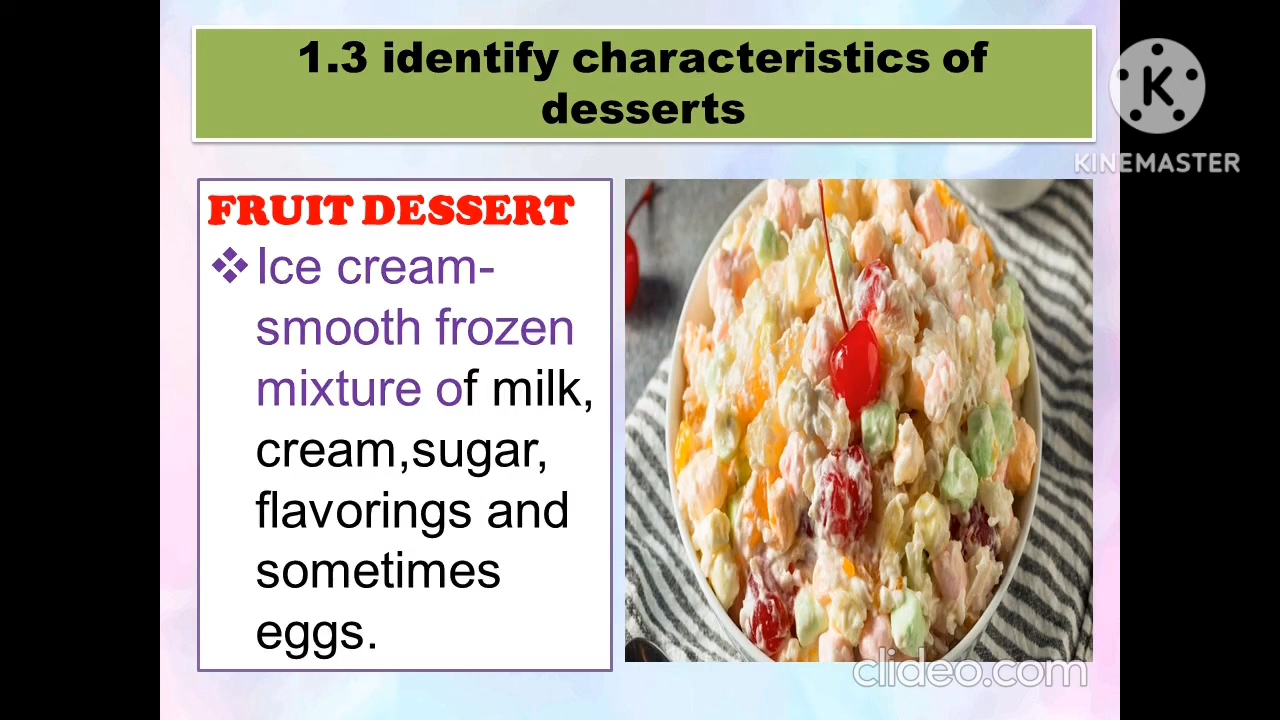 1.3 identify characteristics of
desserts
K
KINEMASTER
FRUIT DESSERT
❖Ice cream-
smooth frozen
mixture of milk,
cream,sugar,
flavorings and
sometimes
eggs.
clideo.com